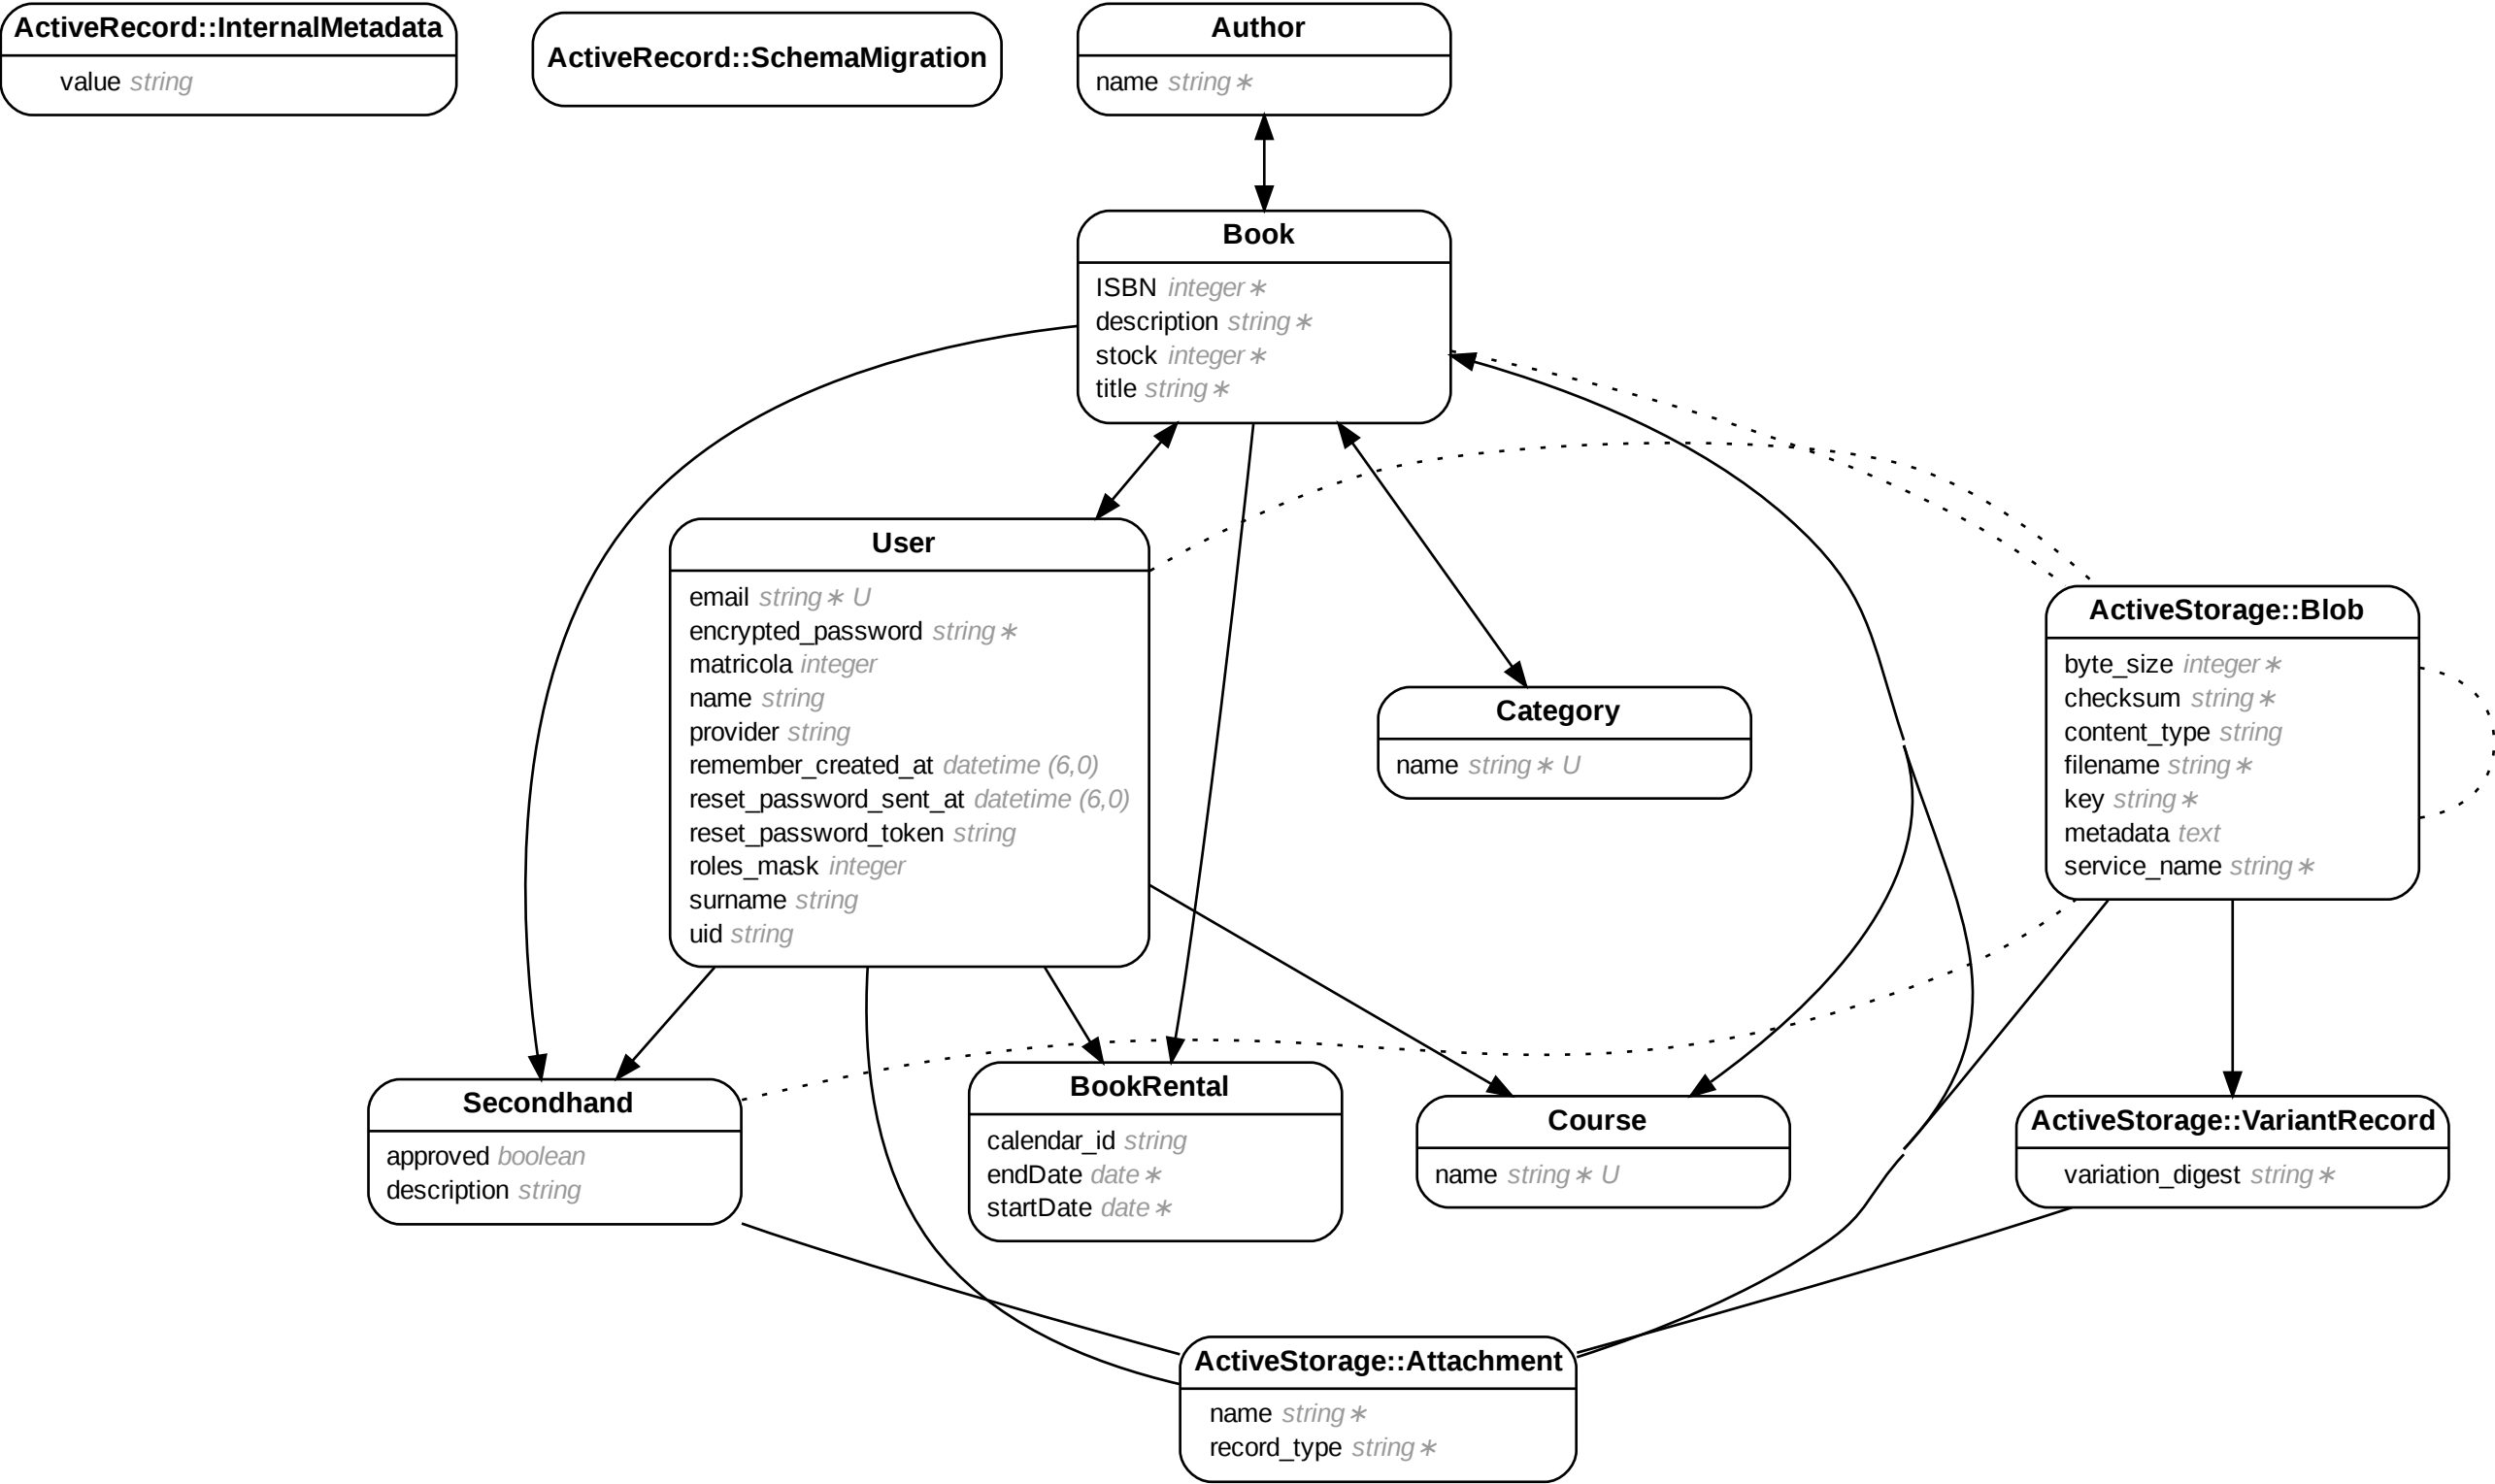 ActiveRecord::InternalMetadata
value string
ActiveRecord::SchemaMigration
Author
name string∗
Book
ISBN integer∗
description string∗
stock integer∗
title string∗
User
email string∗ U
encrypted_password string∗
matricola integer
name string
provider string
remember_created_at datetime (6,0)
reset_password_sent_at datetime (6,0)
reset_password_token string
roles_mask integer
surname string
uid string
Category
name string∗ U
ActiveStorage::Blob
byte_size integer∗
checksum string∗
content_type string
filename string∗
key string∗
metadata text
service_name string∗
Secondhand
approved boolean
description string
BookRental
calendar_id string
endDate date∗
startDate date∗
Course
name string∗ U
ActiveStorage::VariantRecord
variation_digest string∗
ActiveStorage::Attachment
name string∗
record_type string∗